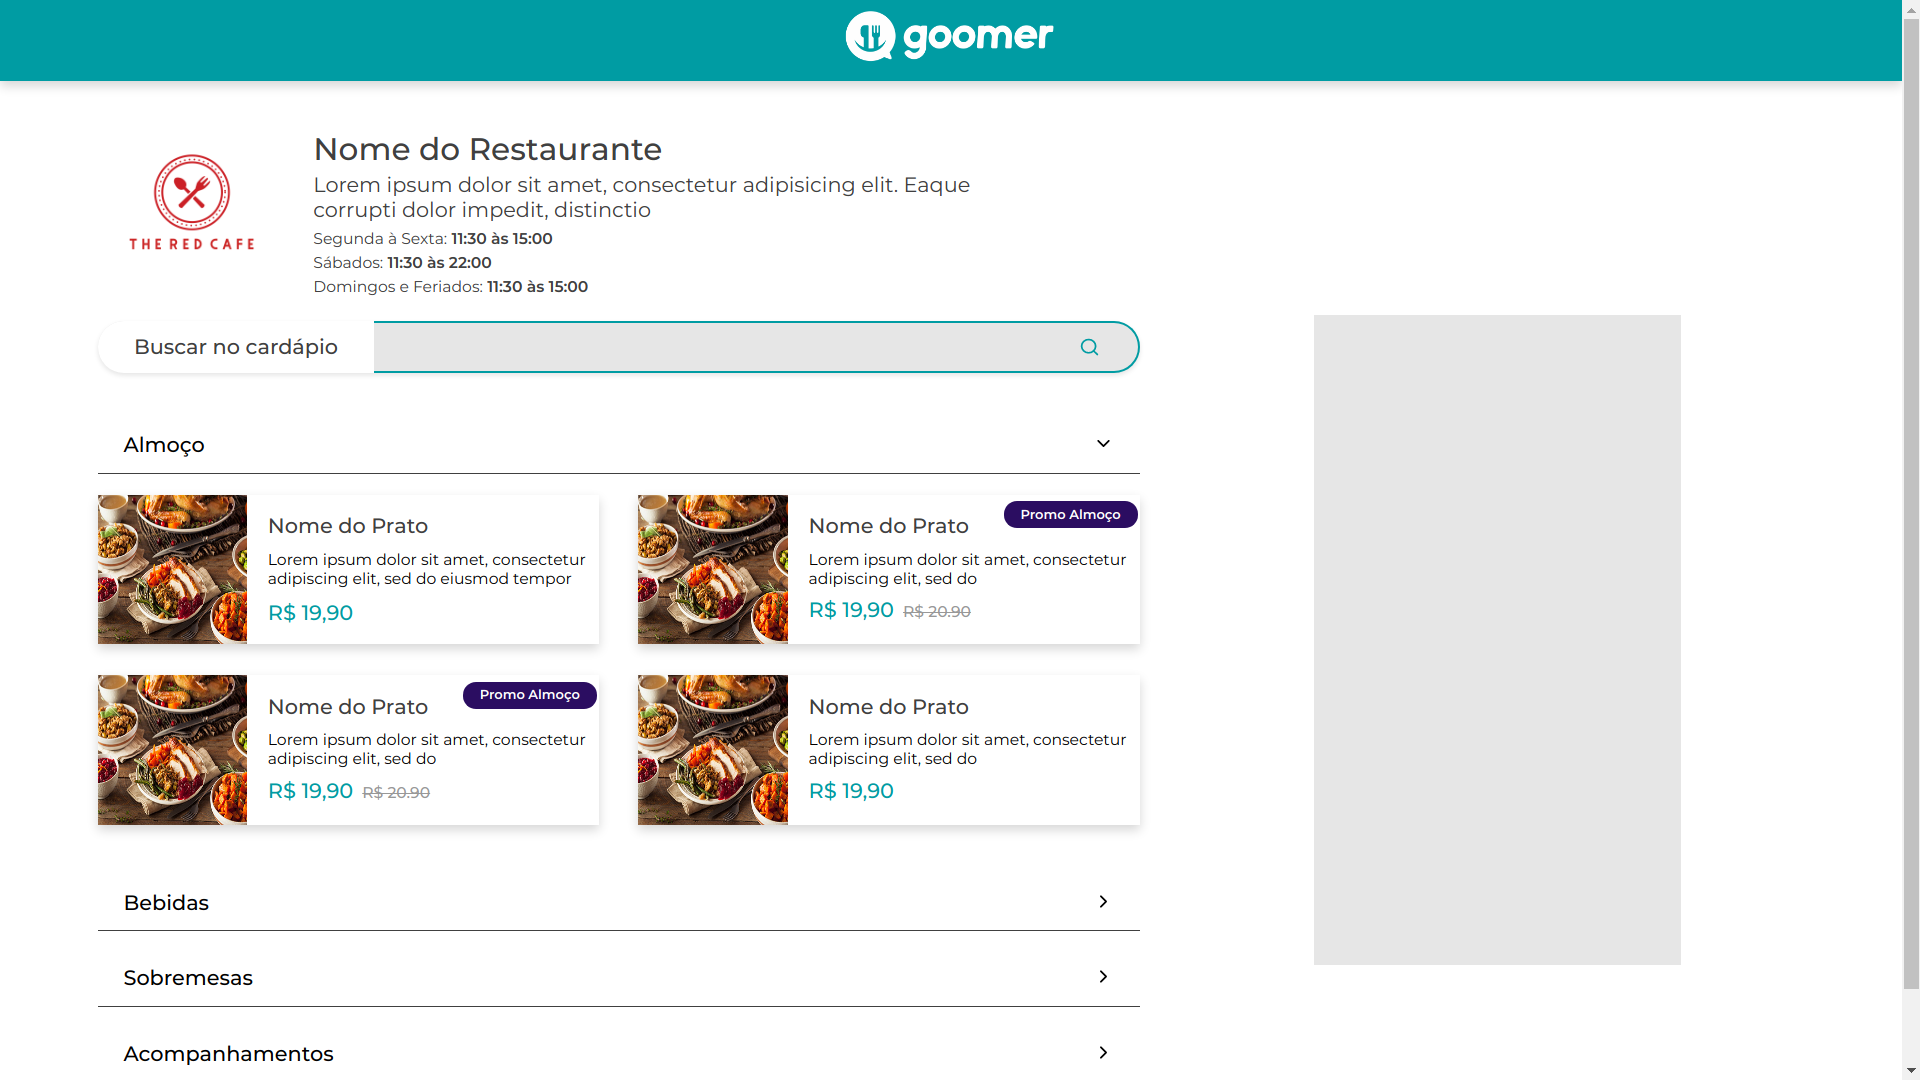 goomer
Nome do Restaurante
Lorem ipsum dolor sit amet, consectetur adipisicing elit. Eaque
corrupti dolor impedit, distinctio
THE RED CAFE
Segunda à Sexta: 11:30 às 15:00
Sábados: 11:30 às 22:00
Domingos e Feriados: 11:30 às 15:00
Buscar no cardápio
Almoço
Nome do Prato
Lorem ipsum dolor sit amet, consectetur
adipiscing elit, sed do eiusmod tempor
R$ 19,90
Nome do Prato
Promo Almoço
Lorem ipsum dolor sit amet, consectetur
adipiscing elit, sed do
R$ 19,90 R$ 20.90
Nome do Prato
Promo Almoço
Lorem ipsum dolor sit amet, consectetur
adipiscing elit, sed do
R$ 19,90 R$ 20.90
Nome do Prato
Lorem ipsum dolor sit amet, consectetur
adipiscing elit, sed do
R$ 19,90
Bebidas
Sobremesas
Acompanhamentos